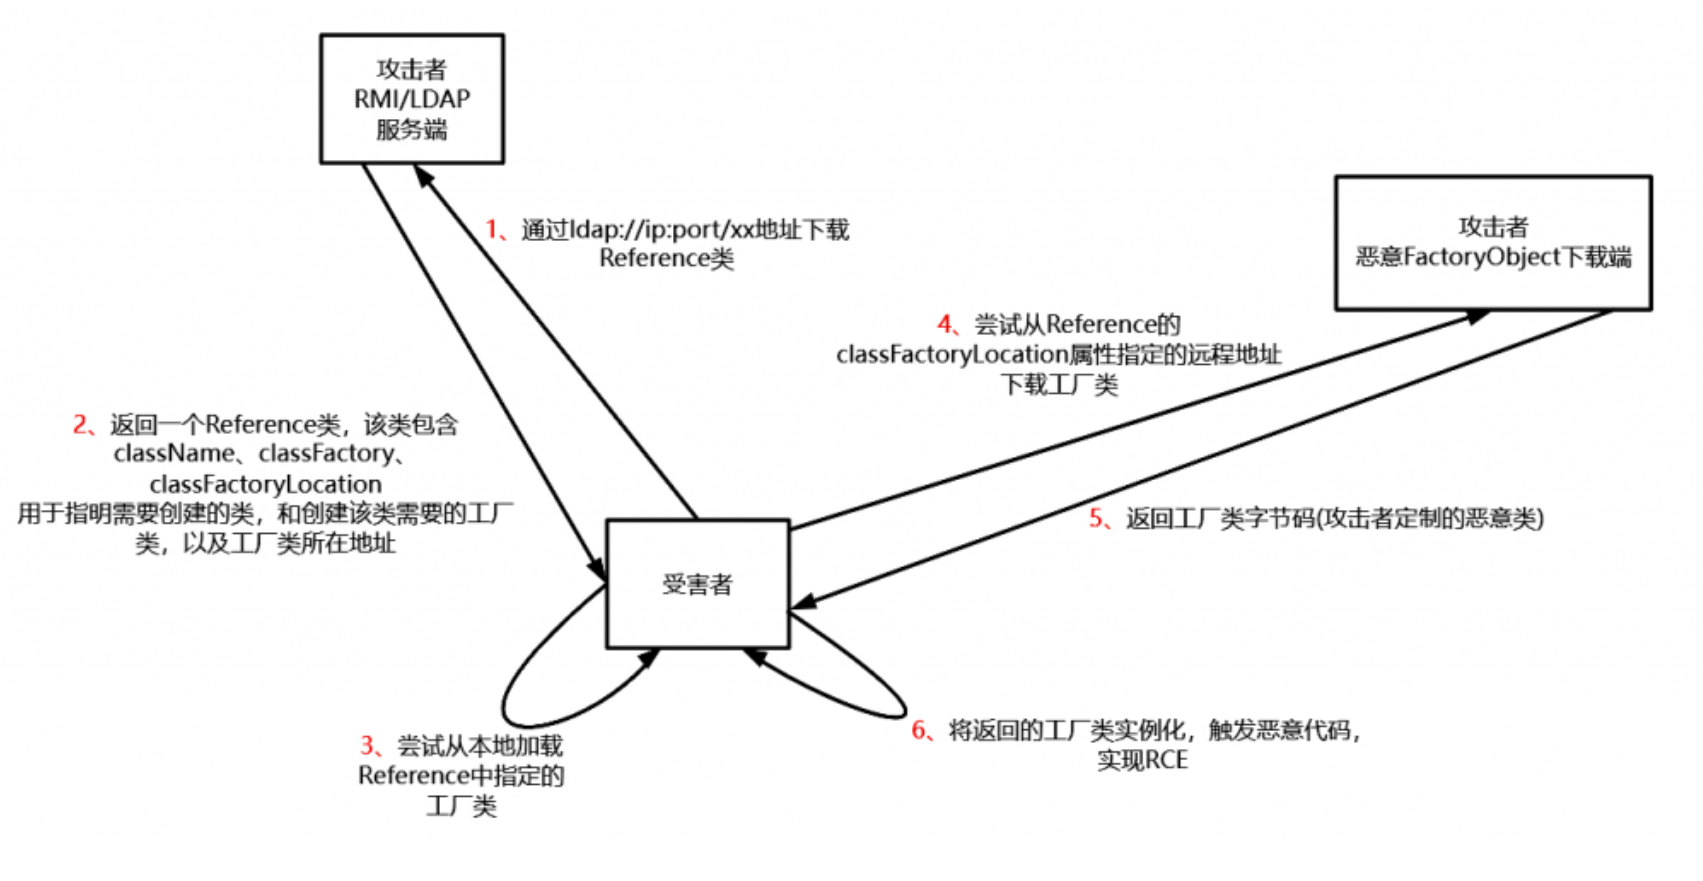 攻击者
RMI/LDAP
服务端
1、通过ldap://ip:port/xx地址下载
Reference类
攻击者
恶意FactoryObject下载端
4、尝试从Reference的
classFactoryLocation属性指定的远程地址
下载工厂类
2、返回一个Reference类，该类包含
className、classFactory、
classFactoryLocation
用于指明需要创建的类，和创建该类需要的工厂
类，以及工厂类所在地址
5、返回工厂类字节码(攻击者定制的恶意类)
受害者
3、尝试从本地加载
Reference中指定的
工厂类
6、将返回的工厂类实例化，触发恶意代码，
实现RCE